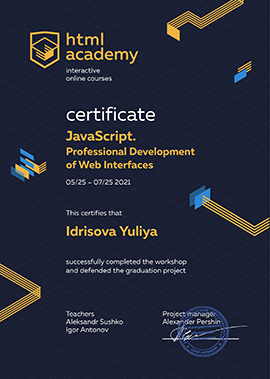 html
academy
interactive
online courses
certificate
JavaScript.
Professional Development
of Web Interfaces
05/25 – 07/25 2021
This certifies that
Idrisova Yuliya
successfully completed the workshop
and defended the graduation project
Teachers
Aleksandr Sushko
Igor Antonov
Project manager
Alexander Pershin